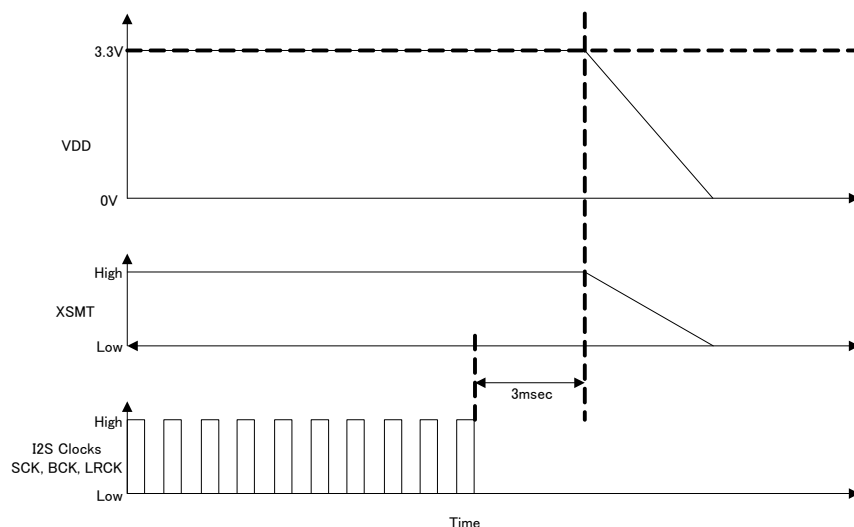 3.3V
VDD
0V
High
XSMT
Low
3msec
High
I2S Clocks
SCK, BCK, LRCK
Low
Time